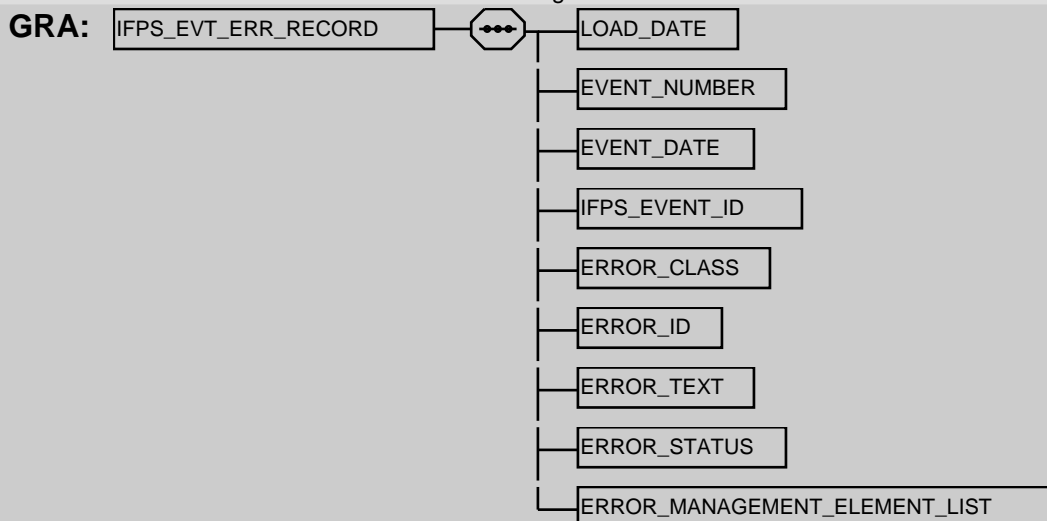 GRA: IFPS_EVT_ERR_RECORD LOAD_DATE
EVENT_NUMBER
EVENT_DATE
IFPS_EVENT_ID
ERROR_CLASS
ERROR_ID
ERROR_TEXT
ERROR_STATUS
ERROR_MANAGEMENT_ELEMENT_LIST